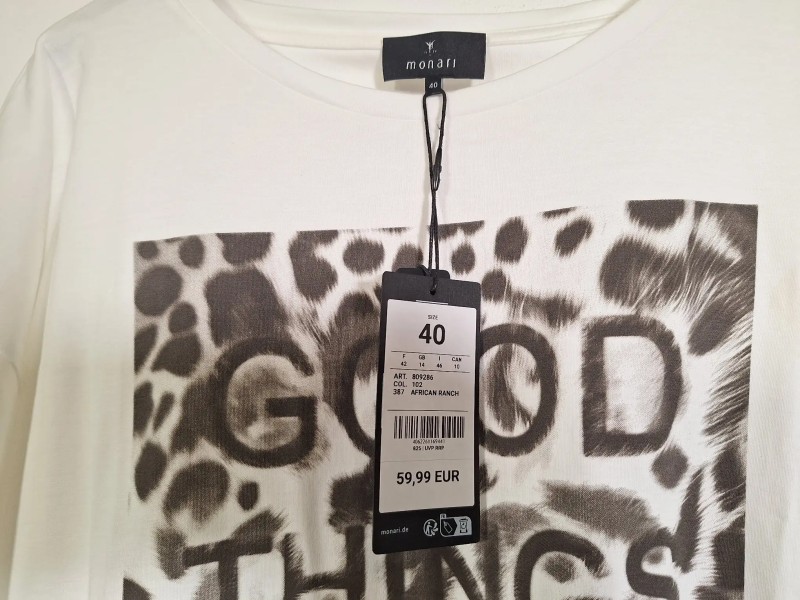 monari
40
GOOD
THINGS
SIZE
40
F GB I CAN
42 14 46 10
ART. 809286
COL. 102
387 AFRICAN RANCH
59,99 EUR
monari.de